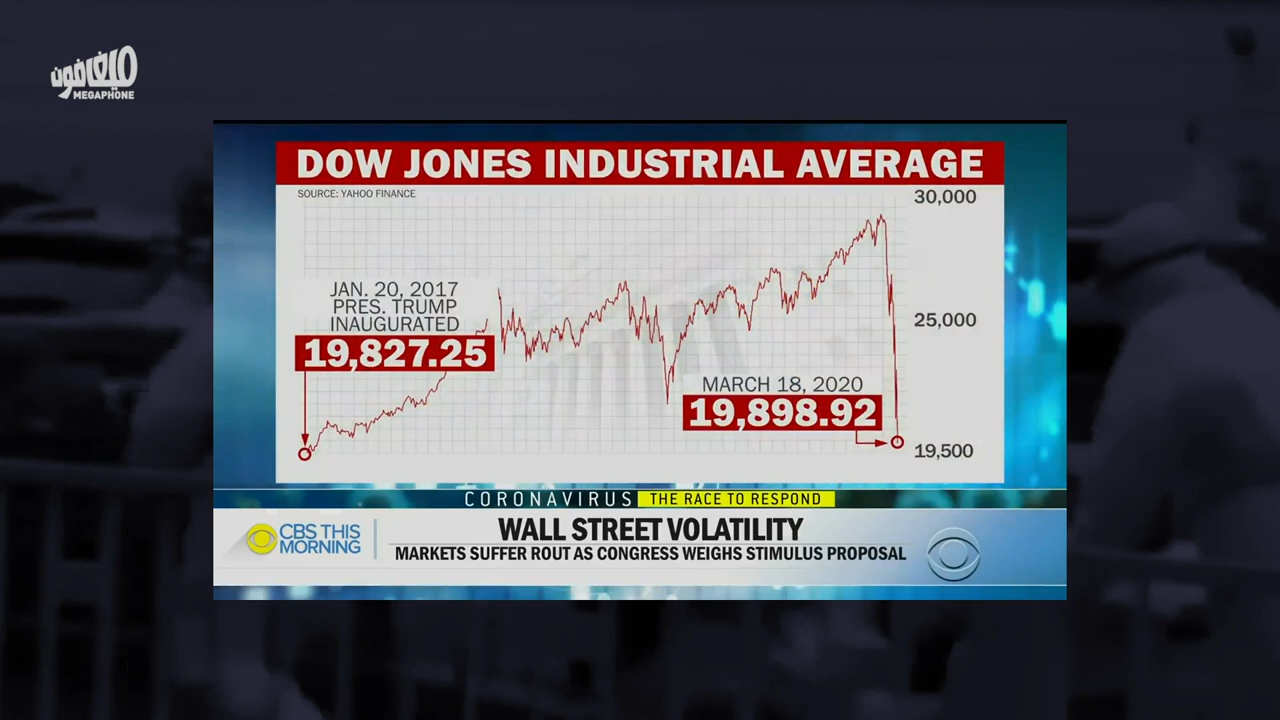 ميغافون
MEGAPHONE
DOW JONES INDUSTRIAL AVERAGE
SOURCE: YAHOO FINANCE
30,000
JAN. 20, 2017
PRES. TRUMP
INAUGURATED
19,827.25
25,000
MARCH 18, 2020
19,898.92
19,500
CORONAVIRUS THE RACE TO RESPOND
CBS THIS
MORNING
WALL STREET VOLATILITY
MARKETS SUFFER ROUT AS CONGRESS WEIGHS STIMULUS PROPOSAL